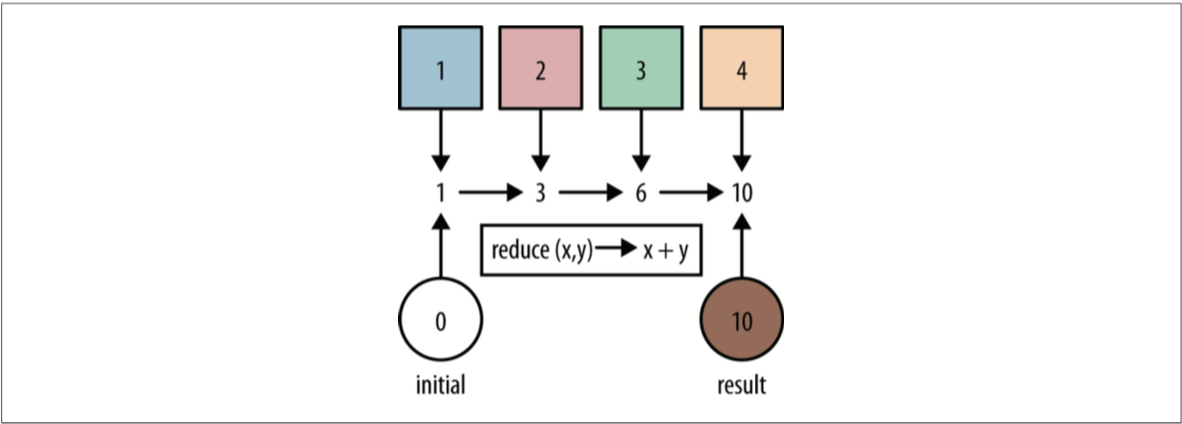 1 2 3 4
1 3 6 10
reduce (x,y) → x + y
0 10
initial result